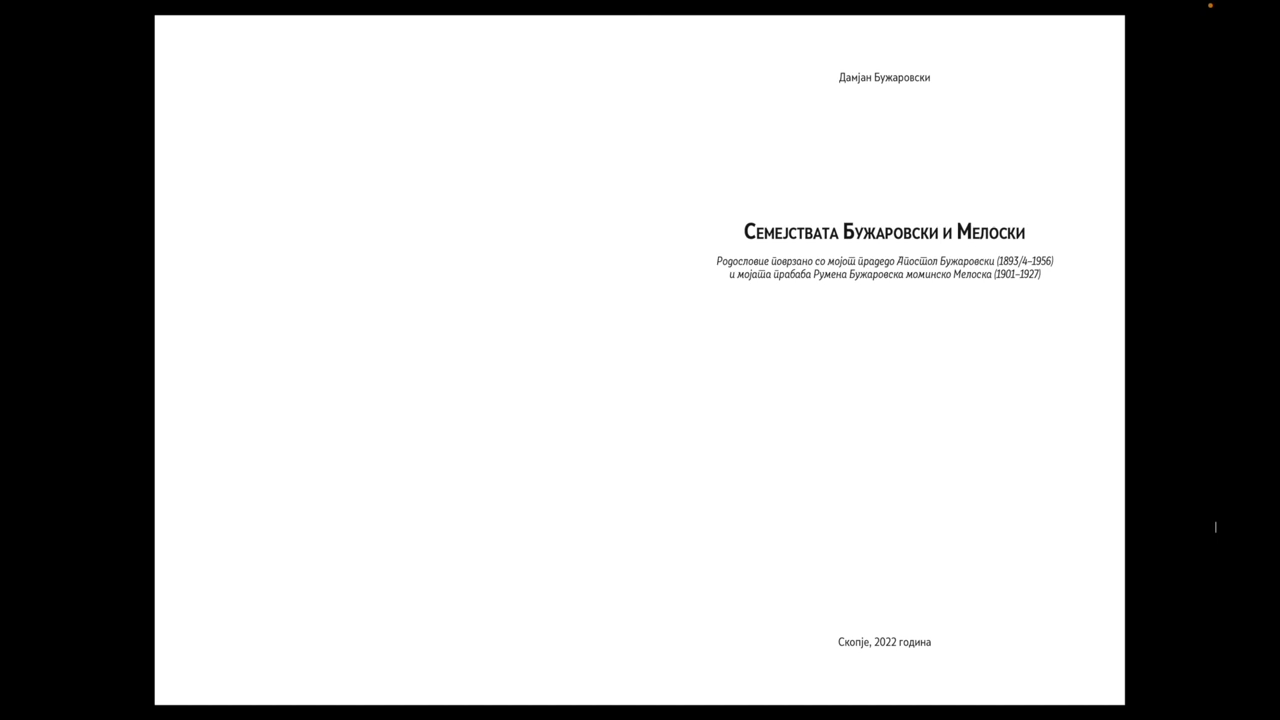 Дамјан Бужаровски
Семејствата Бужаровски и Мелоски
Родословие поврзано со мојот прадедо Апостол Бужаровски (1893/4–1956)
и мојата прабаба Румена Бужаровска моминско Мелоска (1901–1927)
Скопје, 2022 година